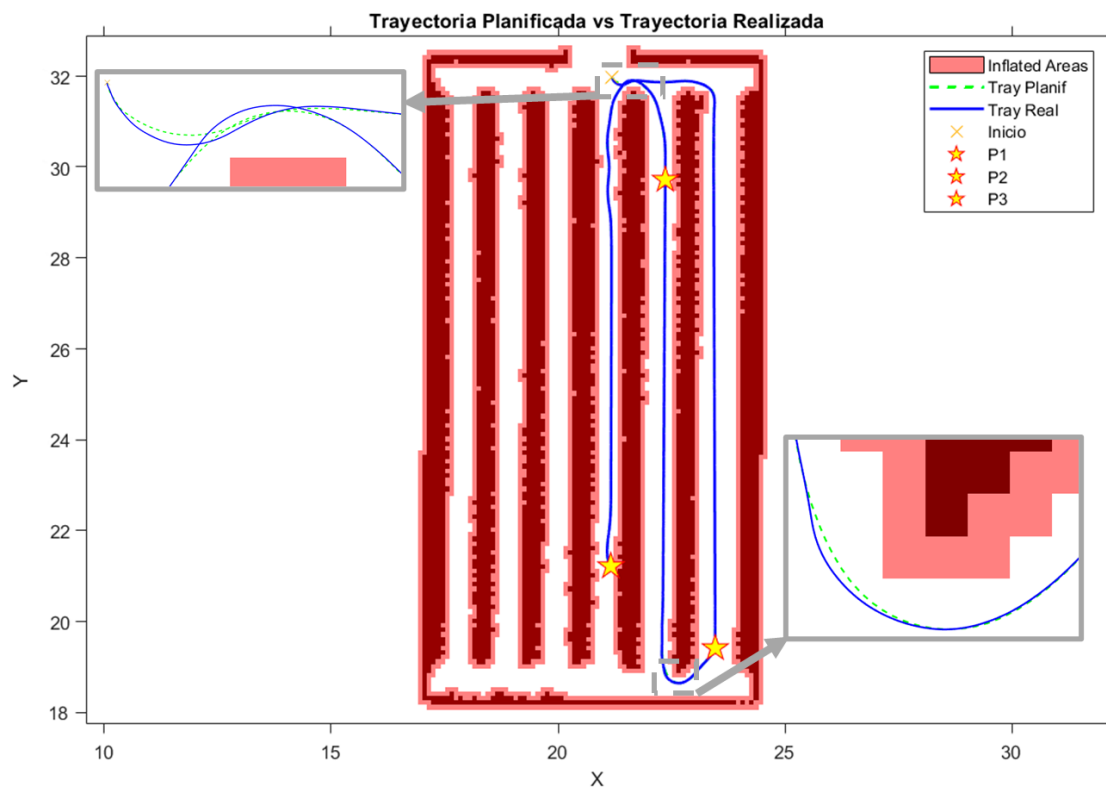 Trayectoria Planificada vs Trayectoria Realizada
32
30
28
26
24
22
20
18
Y
10
15
20
25
30
X
Inflated Areas
Tray Planif
Tray Real
Inicio
P1
P2
P3